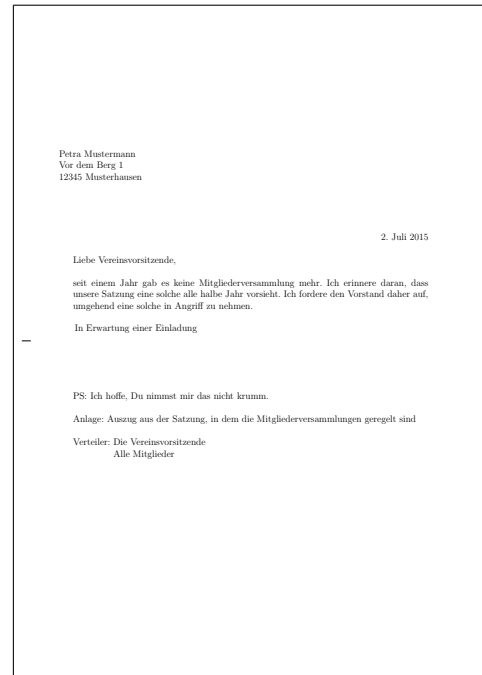 Petra Mustermann
Vor dem Berg 1
12345 Musterhausen
2. Juli 2015
Liebe Vereinsvorsitzende,
seit einem Jahr gab es keine Mitgliederversammlung mehr. Ich erinnere daran, dass
unsere Satzung eine solche alle halbe Jahr vorsieht. Ich fordere den Vorstand daher auf,
umgehend eine solche in Angriff zu nehmen.
In Erwartung einer Einladung
PS: Ich hoffe, Du nimmst mir das nicht krumm.
Anlage: Auszug aus der Satzung, in dem die Mitgliederversammlungen geregelt sind
Verteiler: Die Vereinsvorsitzende
Alle Mitglieder